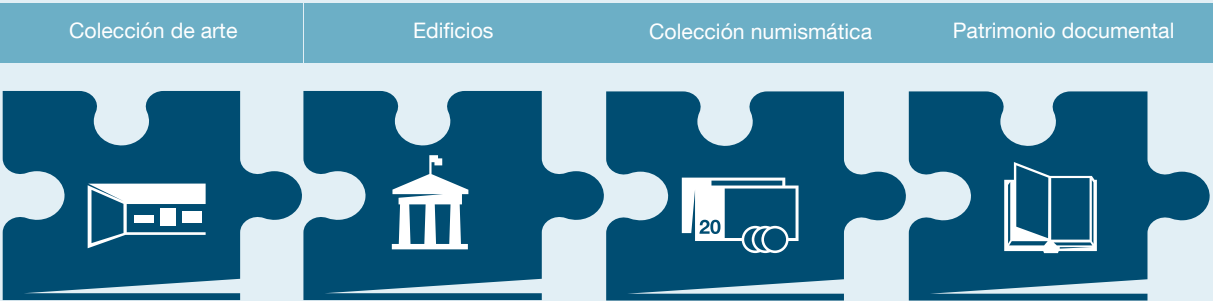 Colección de arte
Edificios
Colección numismática
Patrimonio documental
20